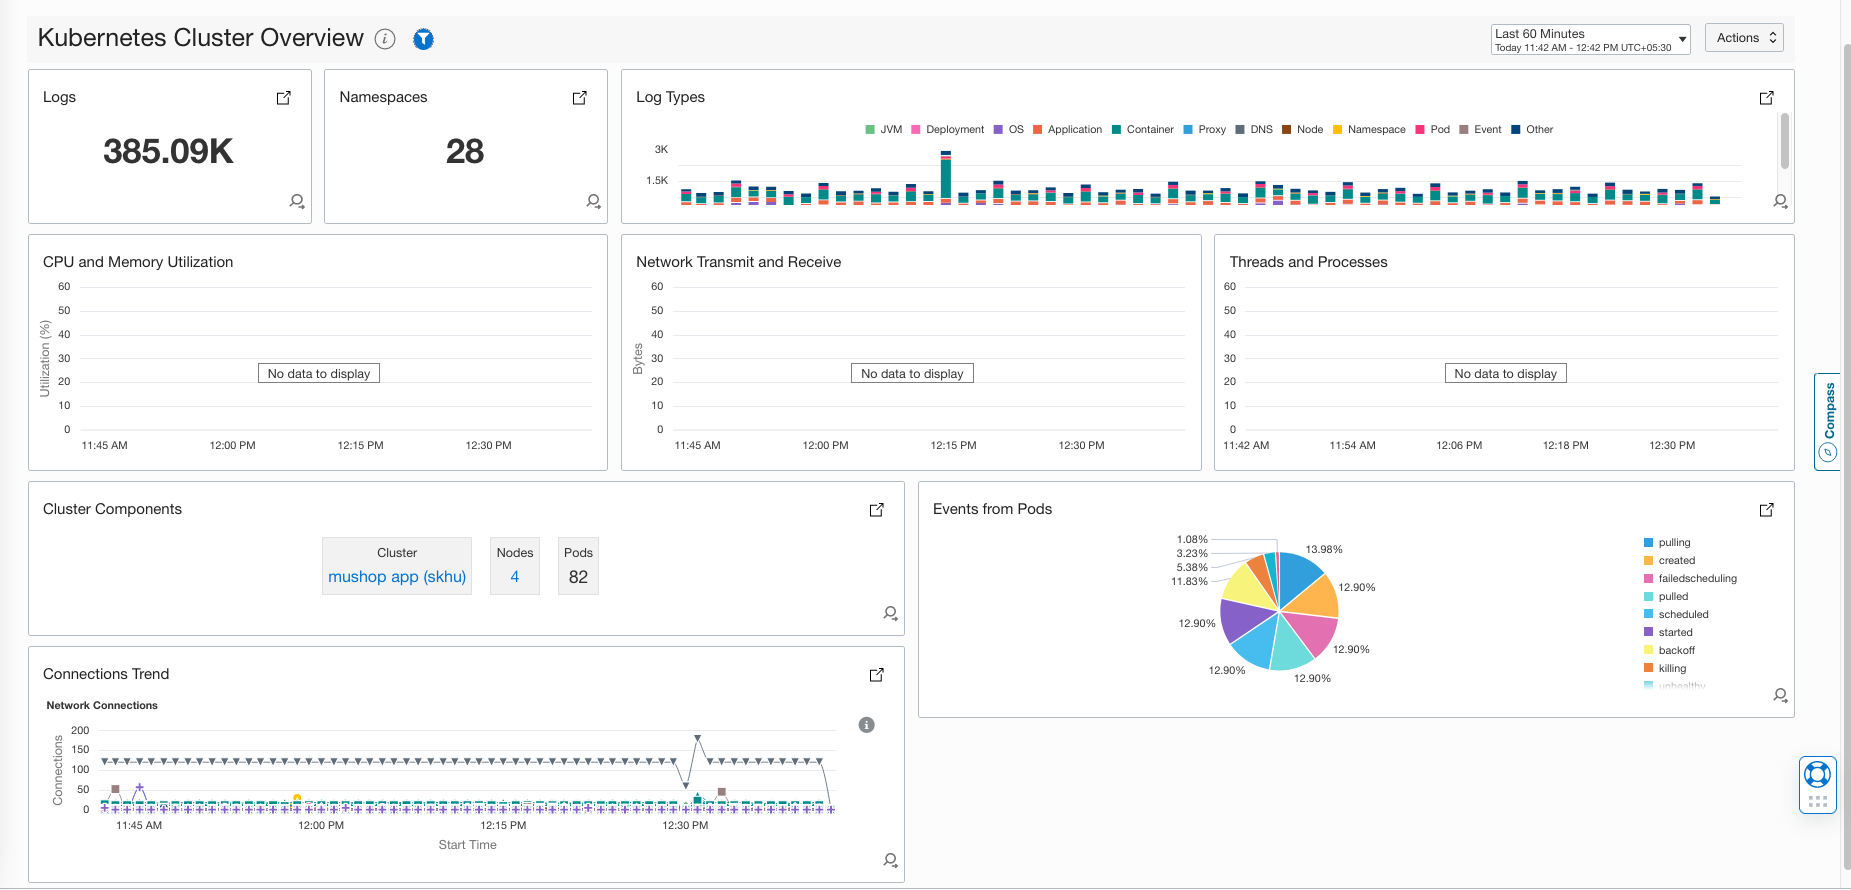 Kubernetes Cluster Overview
Last 60 Minutes
Today 11:42 AM - 12:42 PM UTC+05:30
Actions
Logs
385.09K
Namespaces
28
Log Types
JVM Deployment OS Application Container Proxy DNS Node Namespace Pod Event Other
3K
1.5K
CPU and Memory Utilization
Utilization (%)
60
50
40
30
20
10
0
No data to display
11:45 AM 12:00 PM 12:15 PM 12:30 PM
Network Transmit and Receive
Bytes
60
50
40
30
20
10
0
No data to display
11:45 AM 12:00 PM 12:15 PM 12:30 PM
Threads and Processes
60
50
40
30
20
10
0
No data to display
11:42 AM 11:54 AM 12:06 PM 12:18 PM 12:30 PM
Compass
Cluster Components
Cluster
mushop app (skhu)
Nodes
4
Pods
82
Events from Pods
1.08%
3.23%
5.38%
11.83%
12.90%
12.90%
13.98%
12.90%
12.90%
12.90%
pulling
created
failedscheduling
pulled
scheduled
started
backoff
killing
unhealthy
Connections Trend
Network Connections
Connections
200
150
100
50
0
11:45 AM 12:00 PM 12:15 PM 12:30 PM
Start Time